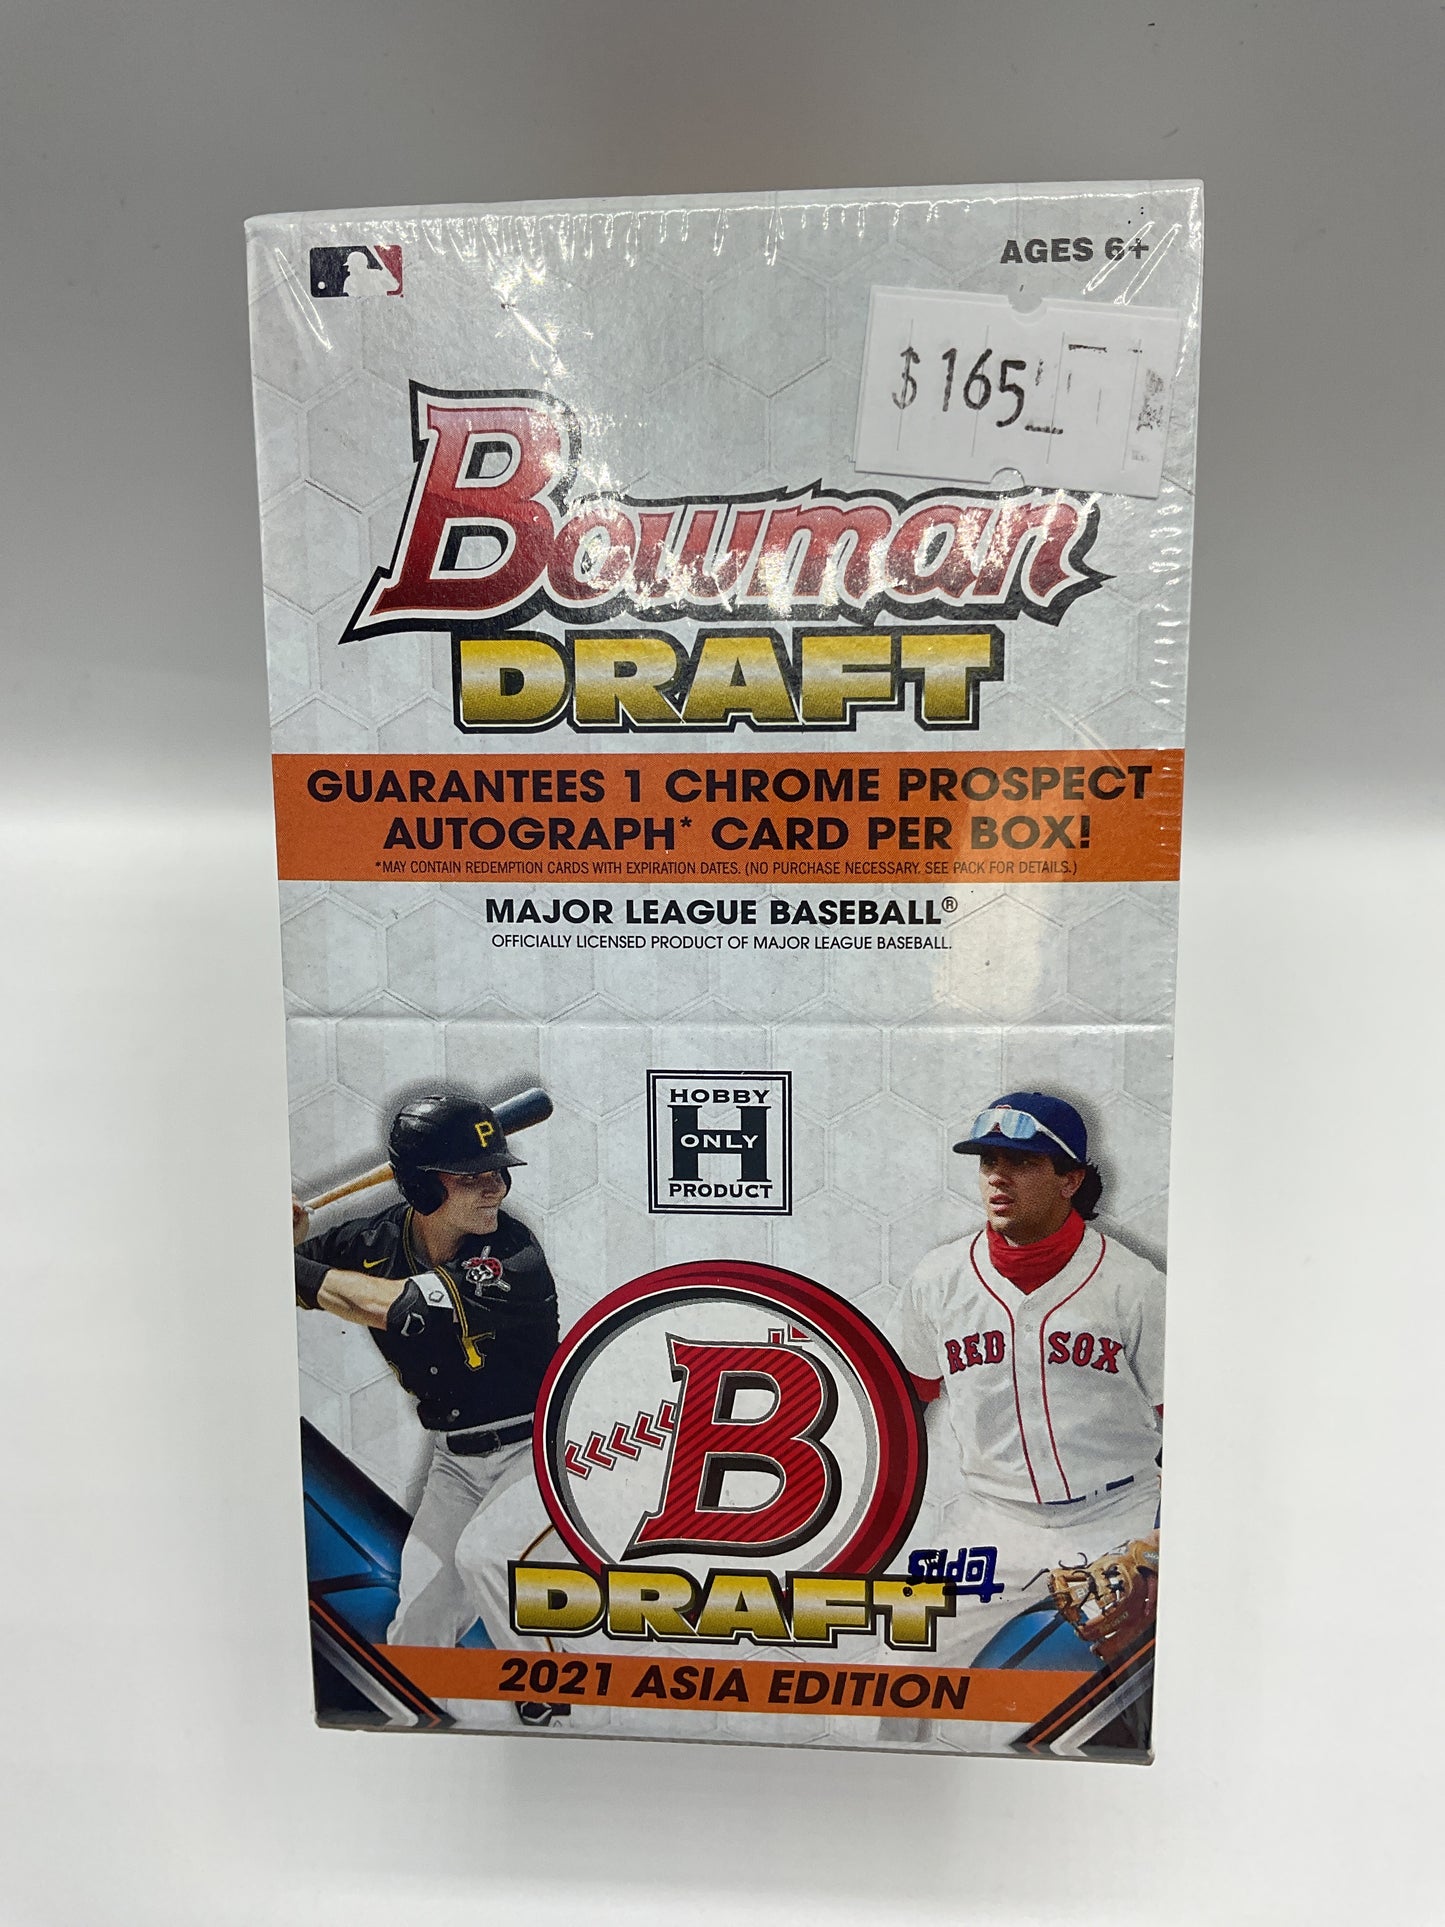 AGES 6+
$165
Bowman
DRAFT
GUARANTEES 1 CHROME PROSPECT
AUTOGRAPH* CARD PER BOX!
*MAY CONTAIN REDEMPTION CARDS WITH EXPIRATION DATES. (NO PURCHASE NECESSARY. SEE PACK FOR DETAILS.)
MAJOR LEAGUE BASEBALL®
OFFICIALLY LICENSED PRODUCT OF MAJOR LEAGUE BASEBALL.
HOBBY
H
ONLY
PRODUCT
P
RED SOX
B
DRAFT
Topps
2021 ASIA EDITION